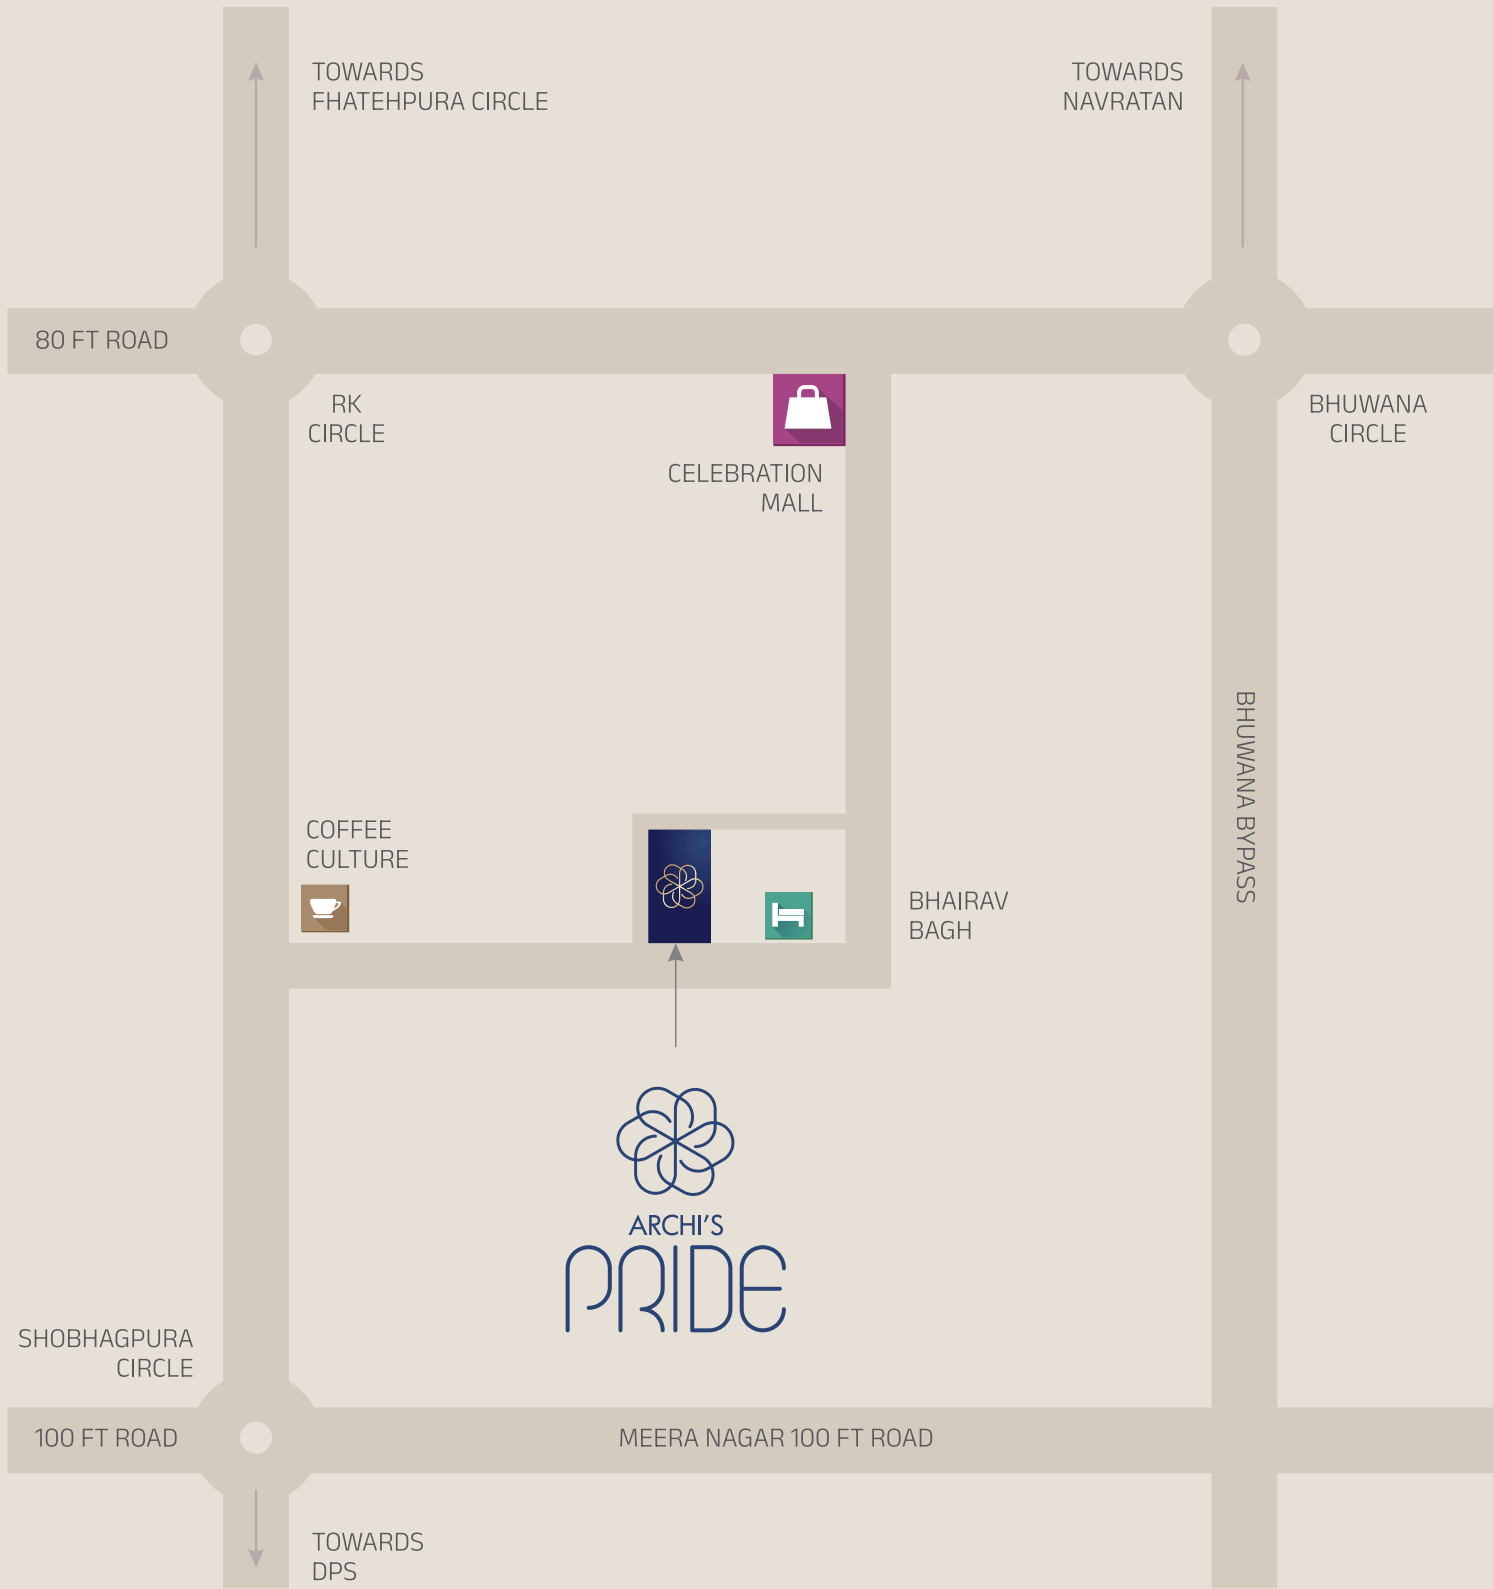 TOWARDS
FHATEHPURA CIRCLE
TOWARDS
NAVRATAN
80 FT ROAD
RK
CIRCLE
BHUWANA
CIRCLE
CELEBRATION
MALL
BHUWANA BYPASS
COFFEE
CULTURE
BHAIRAV
BAGH
ARCHI'S
PRIDE
SHOBHAGPURA
CIRCLE
100 FT ROAD
MEERA NAGAR 100 FT ROAD
TOWARDS
DPS